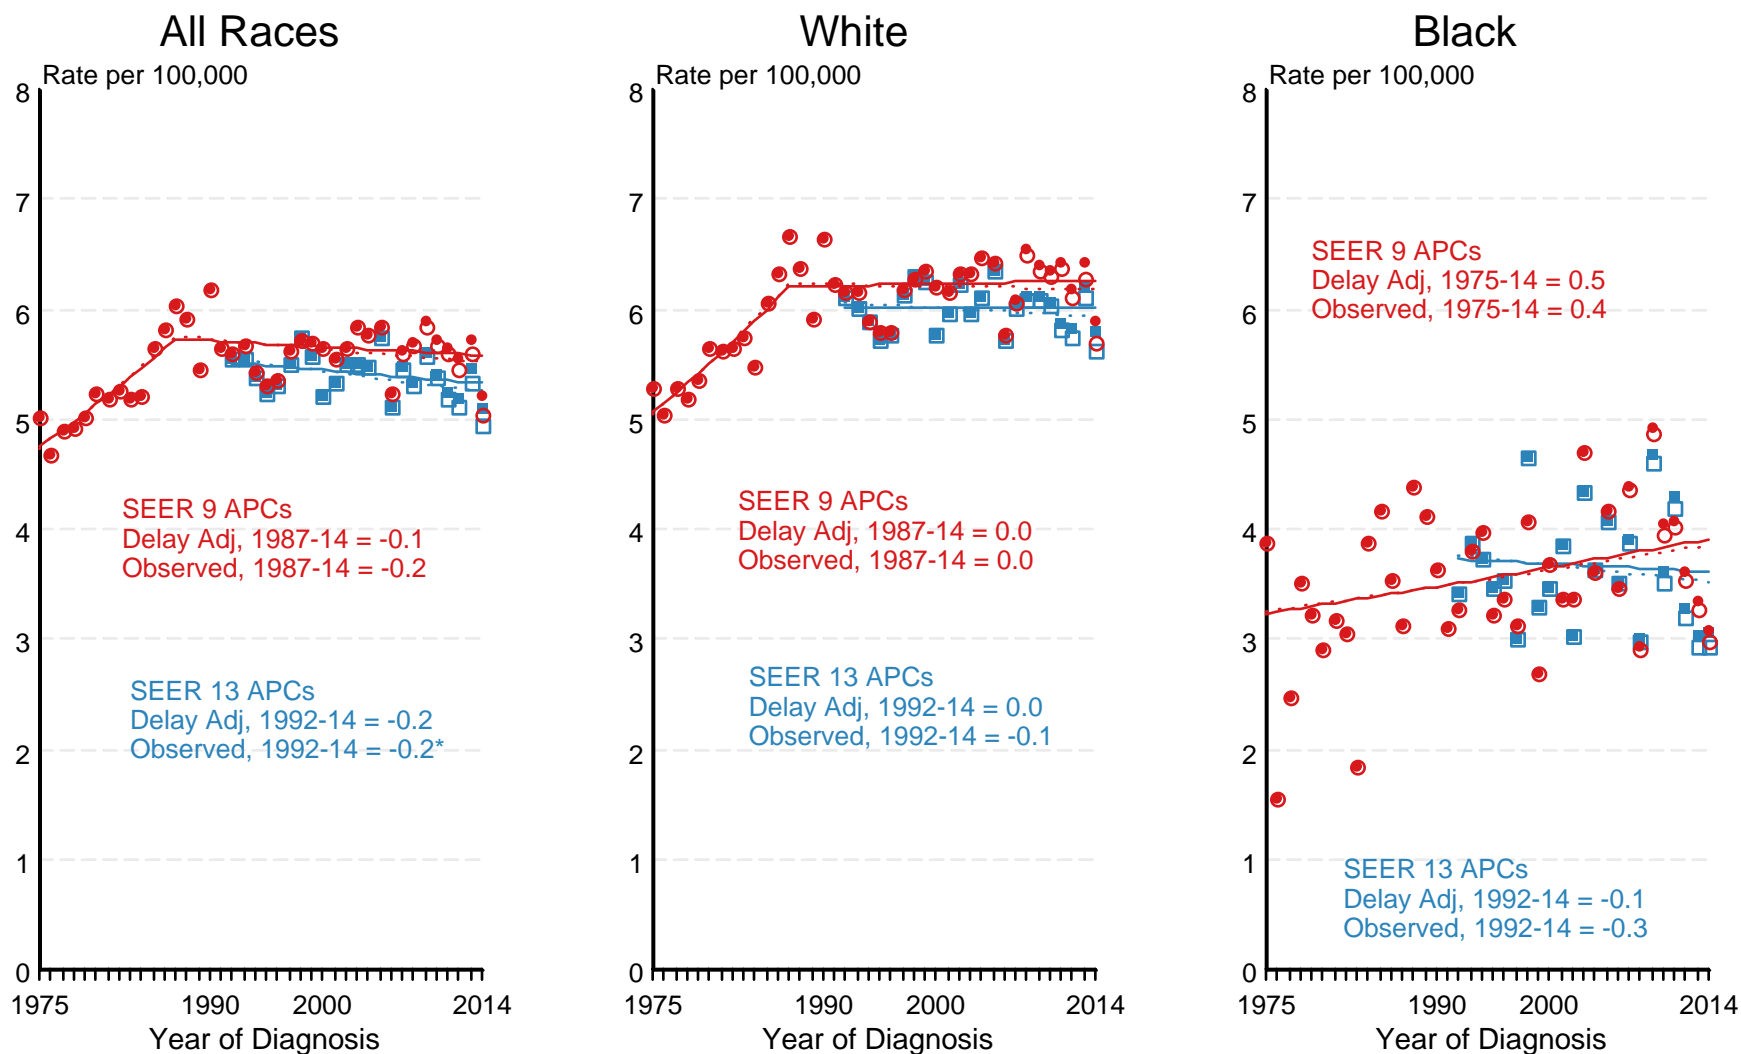 All Races
Rate per 100,000
8
7
6
5
4
3
2
1
0
SEER 9 APCs
Delay Adj, 1987-14 = -0.1
Observed, 1987-14 = -0.2
SEER 13 APCs
Delay Adj, 1992-14 = -0.2
Observed, 1992-14 = -0.2*
1975 1990 2000 2014
Year of Diagnosis
White
Rate per 100,000
8
7
6
5
4
3
2
1
0
SEER 9 APCs
Delay Adj, 1987-14 = 0.0
Observed, 1987-14 = 0.0
SEER 13 APCs
Delay Adj, 1992-14 = 0.0
Observed, 1992-14 = -0.1
1975 1990 2000 2014
Year of Diagnosis
Black
Rate per 100,000
8
7
6
5
4
3
2
1
0
SEER 9 APCs
Delay Adj, 1975-14 = 0.5
Observed, 1975-14 = 0.4
SEER 13 APCs
Delay Adj, 1992-14 = -0.1
Observed, 1992-14 = -0.3
1975 1990 2000 2014
Year of Diagnosis